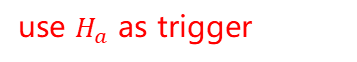 use Hₐ as trigger